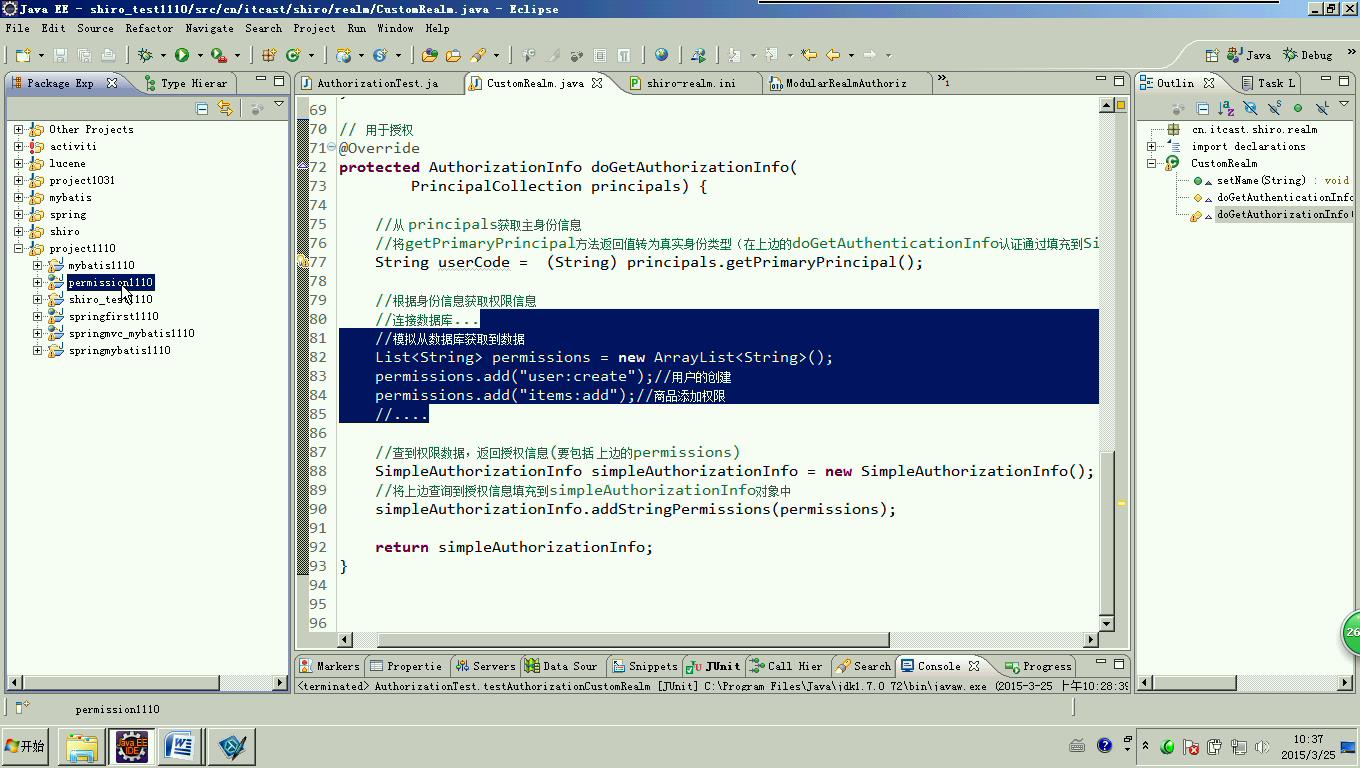 Java EE - shiro_test1110/src/cn/itcast/shiro/realm/CustomRealm.java - Eclipse
File Edit Source Refactor Navigate Search Project Run Window Help
Java Debug
Package Exp Type Hierar
AuthorizationTest.ja CustomRealm.java shiro-realm.ini ModularRealmAuthoriz »1
Outlin Task L
Other Projects
activiti
lucene
project1031
mybatis
spring
shiro
project1110
mybatis1110
permission1110
shiro_test1110
springfirst1110
springmvc_mybatis1110
springmybatis1110
69
70 // 用于授权
71 @Override
72 protected AuthorizationInfo doGetAuthorizationInfo(
73 PrincipalCollection principals) {
74
75 //从 principals获取主身份信息
76 //将getPrimaryPrincipal方法返回值转为真实身份类型（在上边的doGetAuthenticationInfo认证通过填充到Si
77 String userCode = (String) principals.getPrimaryPrincipal();
78
79 //根据身份信息获取权限信息
80 //连接数据库...
81 //模拟从数据库获取到数据
82 List<String> permissions = new ArrayList<String>();
83 permissions.add("user:create");//用户的创建
84 permissions.add("items:add");//商品添加权限
85 //....
86
87 //查到权限数据，返回授权信息(要包括 上边的permissions)
88 SimpleAuthorizationInfo simpleAuthorizationInfo = new SimpleAuthorizationInfo();
89 //将上边查询到授权信息填充到simpleAuthorizationInfo对象中
90 simpleAuthorizationInfo.addStringPermissions(permissions);
91
92 return simpleAuthorizationInfo;
93 }
94
95
96
cn.itcast.shiro.realm
import declarations
CustomRealm
setName(String) : void
doGetAuthenticationInfo
doGetAuthorizationInfo(
26
Markers Propertie Servers Data Sour Snippets JUnit Call Hier Search Console Progress
<terminated> AuthorizationTest.testAuthorizationCustomRealm [JUnit] C:\Program Files\Java\jdk1.7.0_72\bin\javaw.exe (2015-3-25 上午10:28:39
permission1110
开始
Java EE
IDE
10:37
2015/3/25